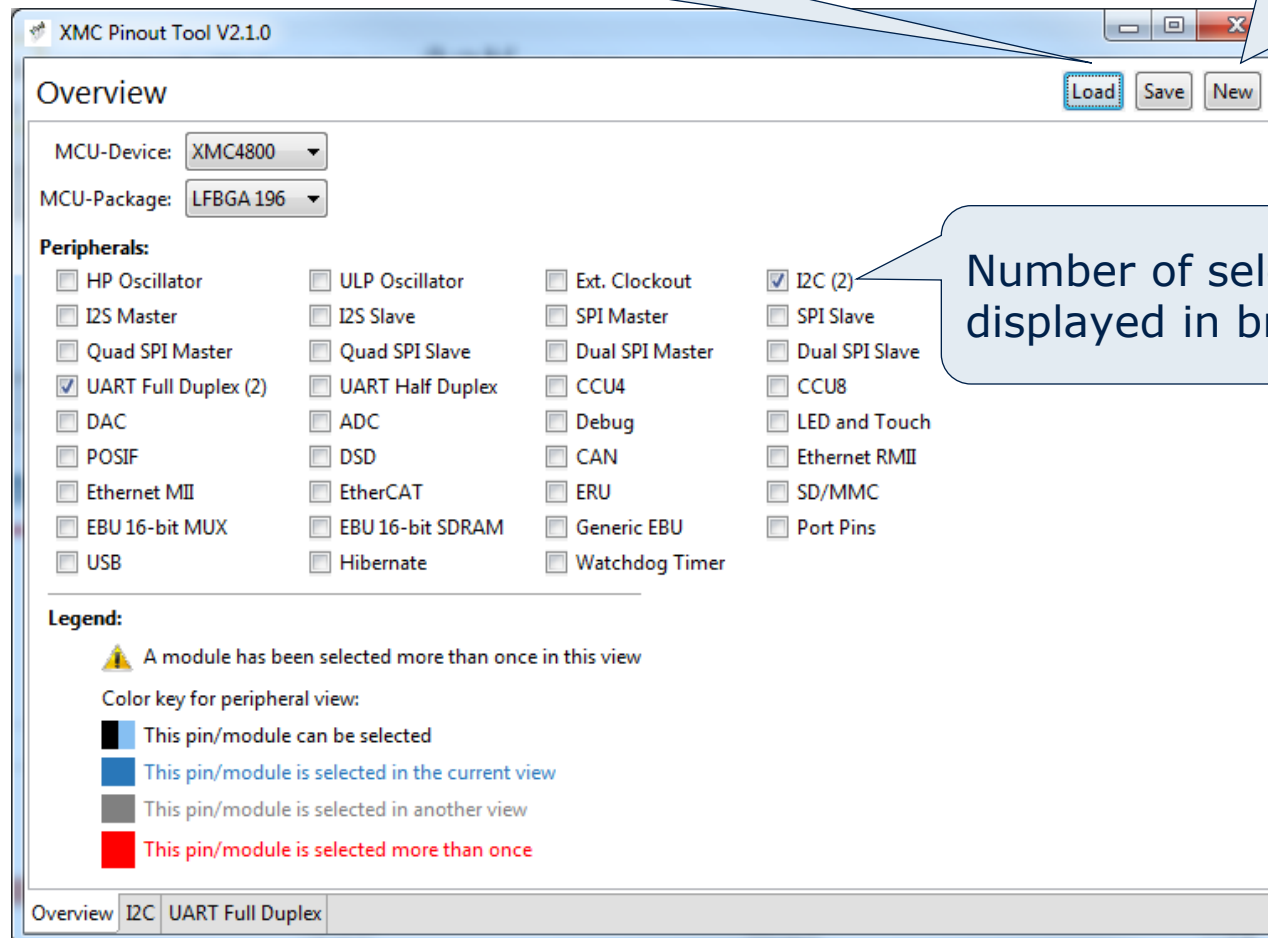 XMC Pinout Tool V2.1.0
Overview
Load Save New
MCU-Device: XMC4800
MCU-Package: LFBGA 196
Peripherals:
HP Oscillator ULP Oscillator Ext. Clockout I2C (2)
I2S Master I2S Slave SPI Master SPI Slave
Quad SPI Master Quad SPI Slave Dual SPI Master Dual SPI Slave
UART Full Duplex (2) UART Half Duplex CCU4 CCU8
DAC ADC Debug LED and Touch
POSIF DSD CAN Ethernet RMII
Ethernet MII EtherCAT ERU SD/MMC
EBU 16-bit MUX EBU 16-bit SDRAM Generic EBU Port Pins
USB Hibernate Watchdog Timer
Number of sel
displayed in br
Legend:
A module has been selected more than once in this view
Color key for peripheral view:
This pin/module can be selected
This pin/module is selected in the current view
This pin/module is selected in another view
This pin/module is selected more than once
Overview I2C UART Full Duplex